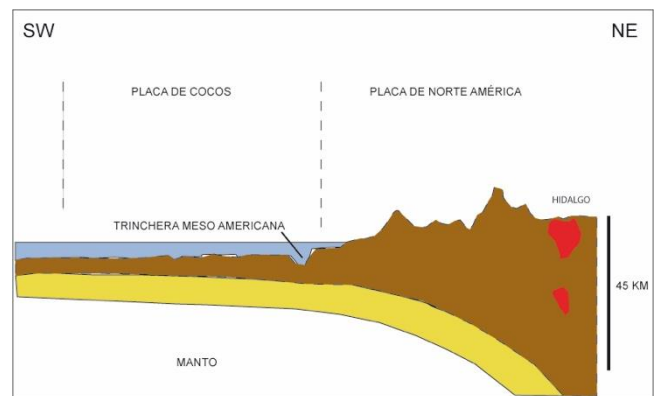 SW
NE
PLACA DE COCOS
PLACA DE NORTE AMÉRICA
HIDALGO
TRINCHERA MESO AMERICANA
45 KM
MANTO